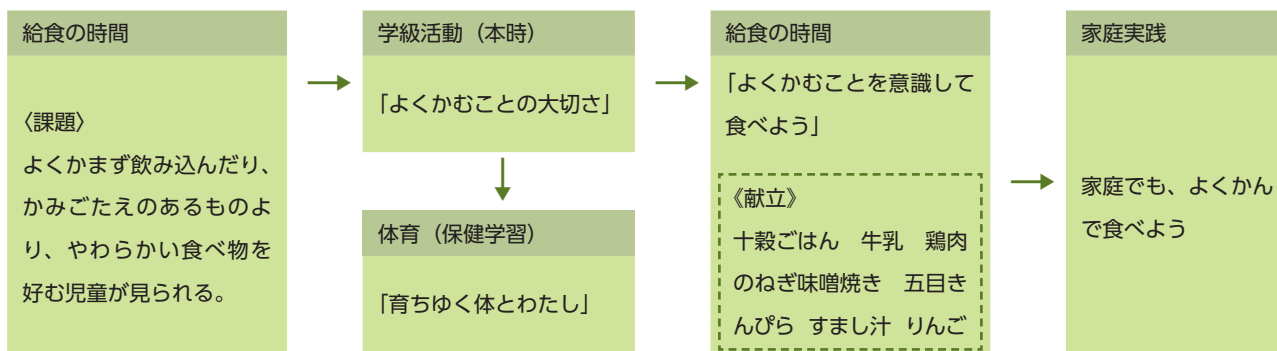 給食の時間
〈課題〉
よくかまず飲み込んだり、
かみごたえのあるものよ
り、やわらかい食べ物を
好む児童が見られる。
学級活動（本時）
「よくかむことの大切さ」
体育（保健学習）
「育ちゆく体とわたし」
給食の時間
「よくかむことを意識して
食べよう」
《献立》
十穀ごはん　牛乳　鶏肉
のねぎ味噌焼き　五目き
んぴら　すまし汁　りんご
家庭実践
家庭でも、よくかん
で食べよう